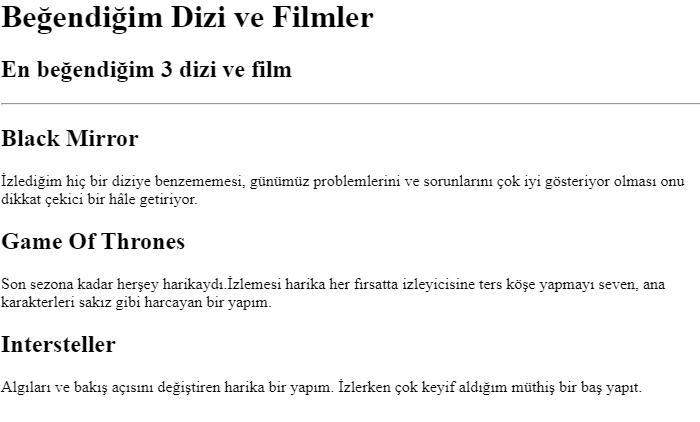 Beğendiğim Dizi ve Filmler
En beğendiğim 3 dizi ve film
Black Mirror
İzlediğim hiç bir diziye benzememesi, günümüz problemlerini ve sorunlarını çok iyi gösteriyor olması onu
dikkat çekici bir hâle getiriyor.
Game Of Thrones
Son sezona kadar herşey harikaydı.İzlemesi harika her fırsatta izleyicisine ters köşe yapmayı seven, ana
karakterleri sakız gibi harcayan bir yapım.
Intersteller
Algıları ve bakış açısını değiştiren harika bir yapım. İzlerken çok keyif aldığım müthiş bir baş yapıt.